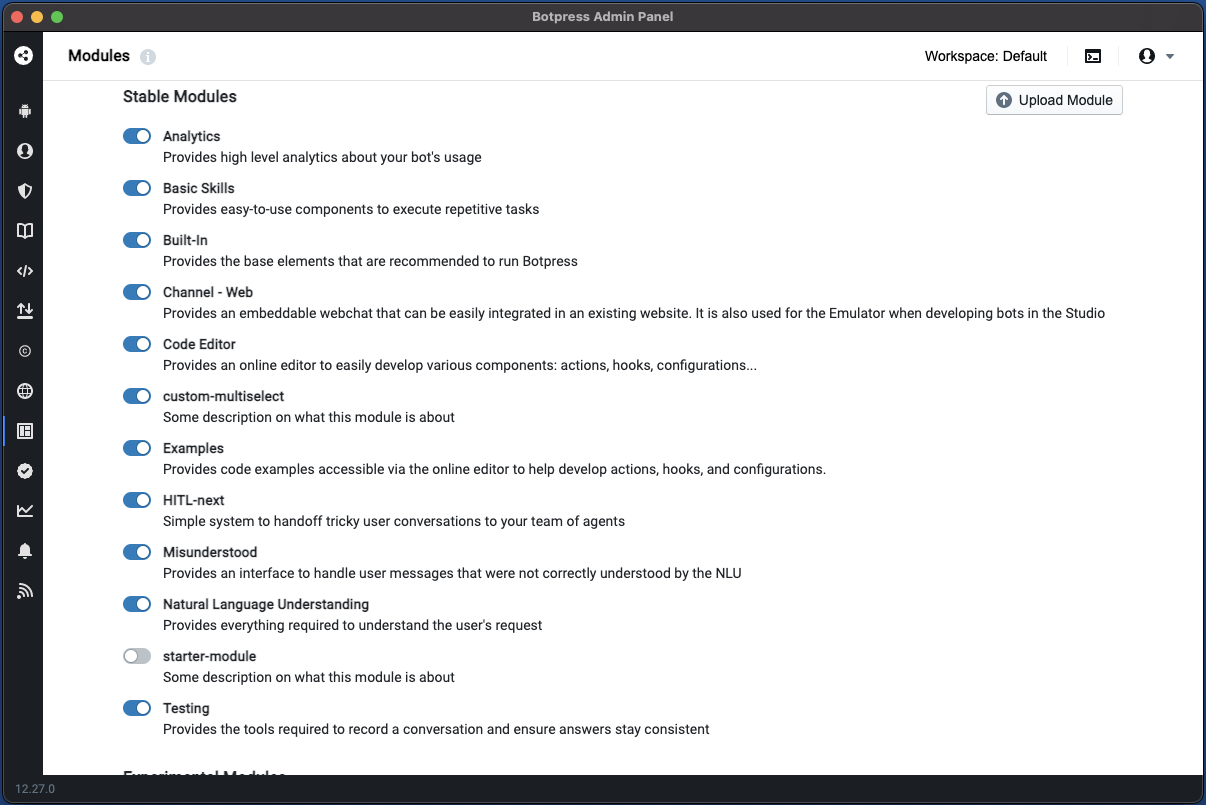 Botpress Admin Panel
Modules
Workspace: Default
Stable Modules
Upload Module
Analytics
Provides high level analytics about your bot's usage
Basic Skills
Provides easy-to-use components to execute repetitive tasks
Built-In
Provides the base elements that are recommended to run Botpress
Channel - Web
Provides an embeddable webchat that can be easily integrated in an existing website. It is also used for the Emulator when developing bots in the Studio
Code Editor
Provides an online editor to easily develop various components: actions, hooks, configurations...
custom-multiselect
Some description on what this module is about
Examples
Provides code examples accessible via the online editor to help develop actions, hooks, and configurations.
HITL-next
Simple system to handoff tricky user conversations to your team of agents
Misunderstood
Provides an interface to handle user messages that were not correctly understood by the NLU
Natural Language Understanding
Provides everything required to understand the user's request
starter-module
Some description on what this module is about
Testing
Provides the tools required to record a conversation and ensure answers stay consistent
Experimental Modules
12.27.0